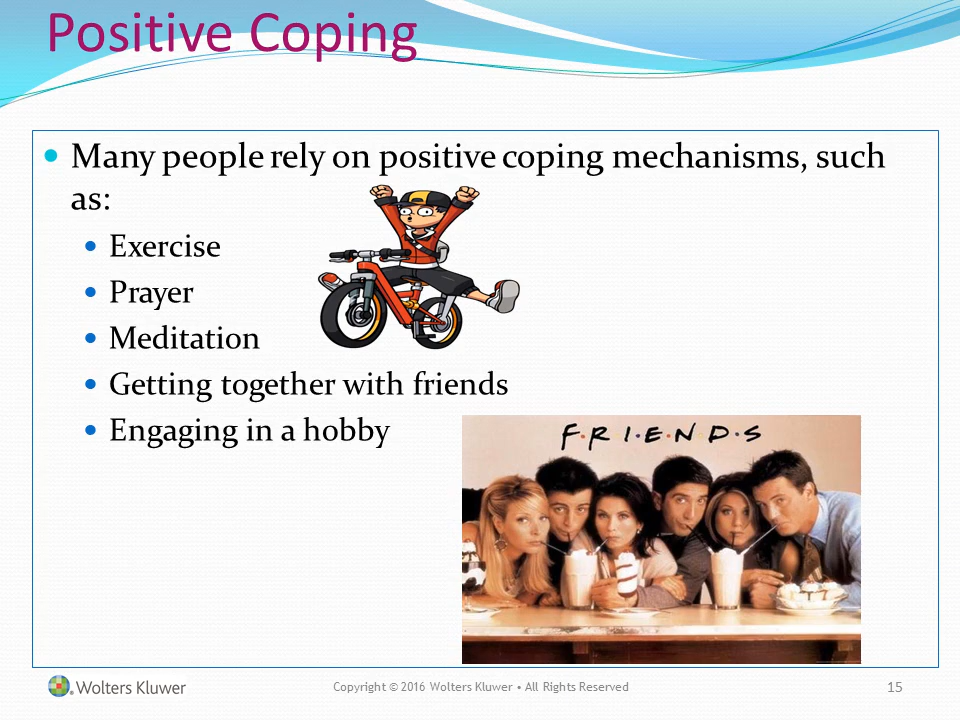 Positive Coping
Many people rely on positive coping mechanisms, such
as:
Exercise
Prayer
Meditation
Getting together with friends
Engaging in a hobby
F·R·I·E·N·D·S
Wolters Kluwer
Copyright © 2016 Wolters Kluwer • All Rights Reserved
15